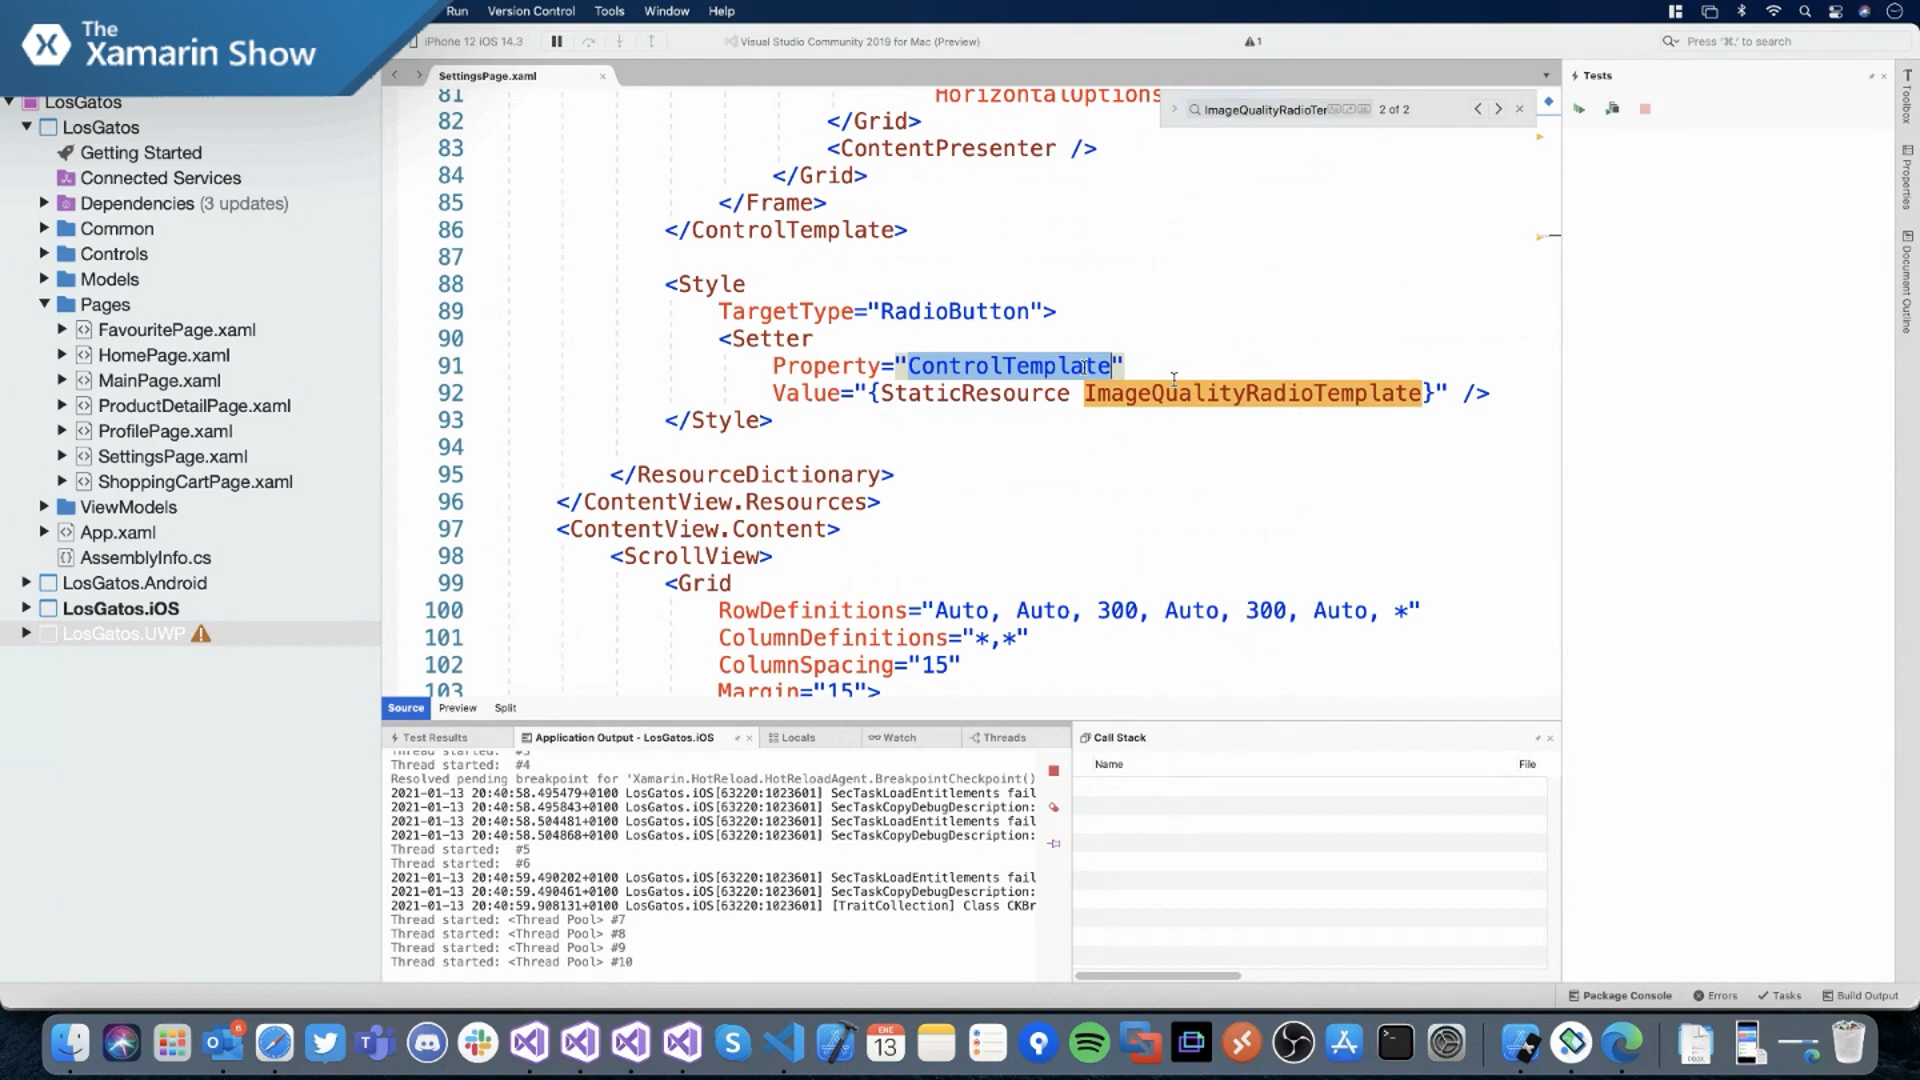 The
Xamarin Show
Run Version Control Tools Window Help
iPhone 12 iOS 14.3
Visual Studio Community 2019 for Mac (Preview)
1
Press '⌘.' to search
SettingsPage.xaml
Tests
LosGatos
LosGatos
Getting Started
Connected Services
Dependencies (3 updates)
Common
Controls
Models
Pages
FavouritePage.xaml
HomePage.xaml
MainPage.xaml
ProductDetailPage.xaml
ProfilePage.xaml
SettingsPage.xaml
ShoppingCartPage.xaml
ViewModels
App.xaml
AssemblyInfo.cs
LosGatos.Android
LosGatos.iOS
LosGatos.UWP
ImageQualityRadioTer
2 of 2
81 HorizontalOptions
82 </Grid>
83 <ContentPresenter />
84 </Grid>
85 </Frame>
86 </ControlTemplate>
87
88 <Style
89 TargetType="RadioButton">
90 <Setter
91 Property="ControlTemplate"
92 Value="{StaticResource ImageQualityRadioTemplate}" />
93 </Style>
94
95 </ResourceDictionary>
96 </ContentView.Resources>
97 <ContentView.Content>
98 <ScrollView>
99 <Grid
100 RowDefinitions="Auto, Auto, 300, Auto, 300, Auto, *"
101 ColumnDefinitions="*,*"
102 ColumnSpacing="15"
103 Margin="15">
Source Preview Split
Toolbox
Properties
Document Outline
Test Results
Application Output - LosGatos.iOS
Locals
Watch
Threads
Call Stack
Name
File
Thread started: #3
Thread started: #4
Resolved pending breakpoint for 'Xamarin.HotReload.HotReloadAgent.BreakpointCheckpoint()
2021-01-13 20:40:58.495479+0100 LosGatos.iOS[63220:1023601] SecTaskLoadEntitlements fail
2021-01-13 20:40:58.495843+0100 LosGatos.iOS[63220:1023601] SecTaskCopyDebugDescription:
2021-01-13 20:40:58.504481+0100 LosGatos.iOS[63220:1023601] SecTaskLoadEntitlements fail
2021-01-13 20:40:58.504868+0100 LosGatos.iOS[63220:1023601] SecTaskCopyDebugDescription:
Thread started: #5
Thread started: #6
2021-01-13 20:40:59.490202+0100 LosGatos.iOS[63220:1023601] SecTaskLoadEntitlements fail
2021-01-13 20:40:59.490461+0100 LosGatos.iOS[63220:1023601] SecTaskCopyDebugDescription:
2021-01-13 20:40:59.908131+0100 LosGatos.iOS[63220:1023601] [TraitCollection] Class CKBr
Thread started: <Thread Pool> #7
Thread started: <Thread Pool> #8
Thread started: <Thread Pool> #9
Thread started: <Thread Pool> #10
Package Console Errors Tasks Build Output
6
ENE
13